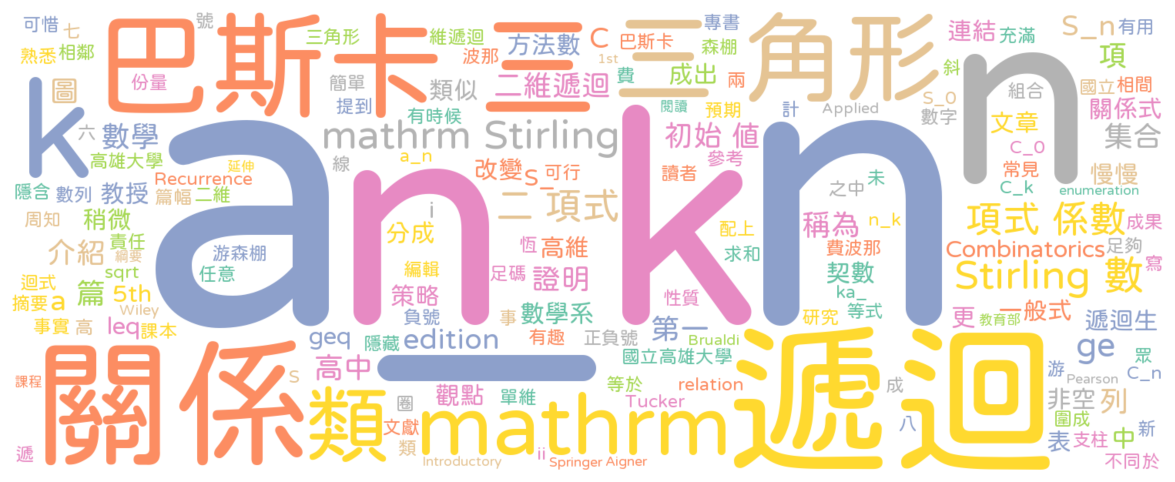 可惜 七 號 巴斯卡 三 三角形 專書 S_n 有用
熟悉 相鄰 三角形 維遞迴 方法數 C 巴斯卡 森棚 連結 充滿
份量 波那 1st 項 斜 國立 相間
圖 簡單 類似 二維遞迴 費 成出 兩 S_0 組合 關係式
k 提到 有時候 閱讀 預期 計 Applied 數字 n
六 數學 an kn mathrm Stirling 初始 值 文章 集合
高雄大學 延伸 線 a_n 改變 S_ 可行 參考 C_0
隱含 數列 教授 Recurrence 篇幅 二維 讀者 之中 未 常見 慢慢
周知 稍微 i 二 項式 C_k enumeration
責任 分成 恆 高維 配上 稱為 n_k 項式 係數 成果
介紹 綱要 游森棚 求和 費波那 Combinatorics 足夠
迴式 sqrt 任意 編輯 足碼 證明 契數 Stirling 數 寫
摘要 a 篇 5th 策略 性質 ka_ 等式
事實 高 Wiley 負號 事 數學系 研究 更 一般式
leq 課本 geq 隱藏 edition 有趣 正負號 第一 Brualdi 教育部 遞迴生
關係 高中 一 國立高雄大學 遞迴 ge 眾
課程 S 類 圈 觀點 單維 等於 relation 成 游 Pearson C_n
文獻 mathrm Tucker 非空 列
遞 類 八 圍成
Introductory ii Springer Aigner 表 支柱 中 新
不同於